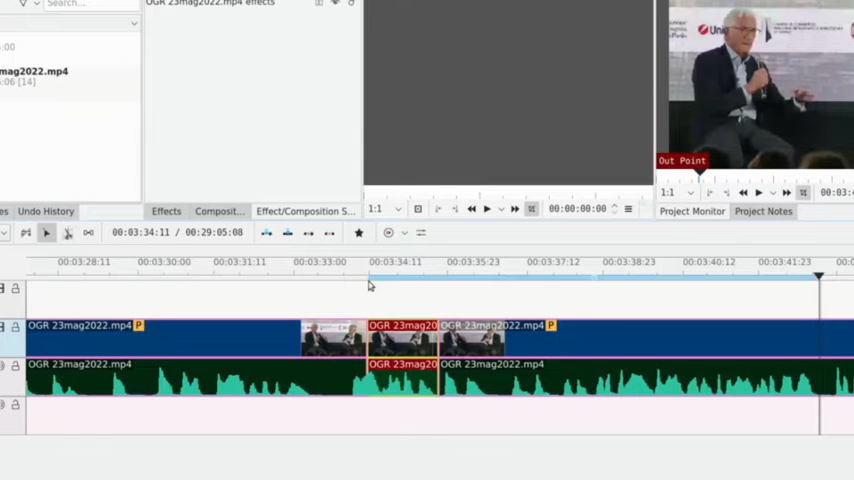 Search...
OGR 23mag2022.mp4 effects
:00
mag2022.mp4
:06 [14]
Out Point
1:1
00:00:00:00
1:1
00:03:4
es
Undo History
Effects
Composit...
Effect/Composition S...
Project Monitor
Project Notes
00:03:34:11 / 00:29:05:08
00:03:28:11
00:03:30:00
00:03:31:11
00:03:33:00
00:03:34:11
00:03:35:23
00:03:37:12
00:03:38:23
00:03:40:12
00:03:41:23
OGR 23mag2022.mp4 P
OGR 23mag20
OGR 23mag2022.mp4 P
OGR 23mag2022.mp4
OGR 23mag20
OGR 23mag2022.mp4